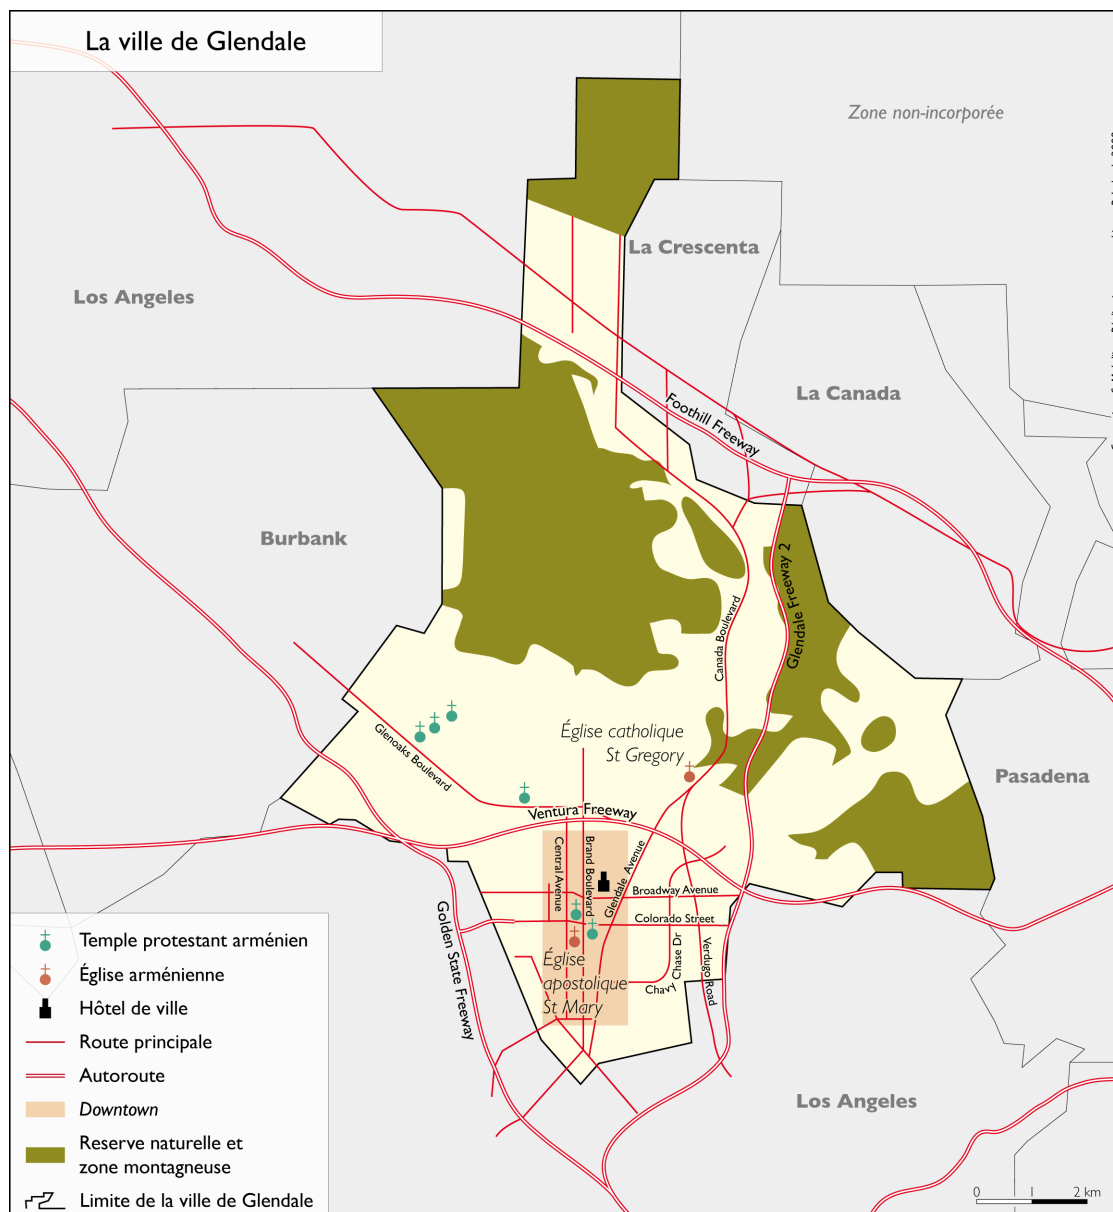 La ville de Glendale
Zone non-incorporée
La Crescenta
Los Angeles
La Canada
Foothill Freeway
Burbank
Glendale Freeway 2
Canada Boulevard
Église catholique
St Gregory
Glenoaks Boulevard
Pasadena
Ventura Freeway
Central Avenue
Brand Boulevard
Glendale Avenue
Broadway Avenue
Colorado Street
Golden State Freeway
Chavy Chase Dr
Verdugo Road
Église
apostolique
St Mary
Los Angeles
Temple protestant arménien
Église arménienne
Hôtel de ville
Route principale
Autoroute
Downtown
Reserve naturelle et
zone montagneuse
Limite de la ville de Glendale
0 1 2 km